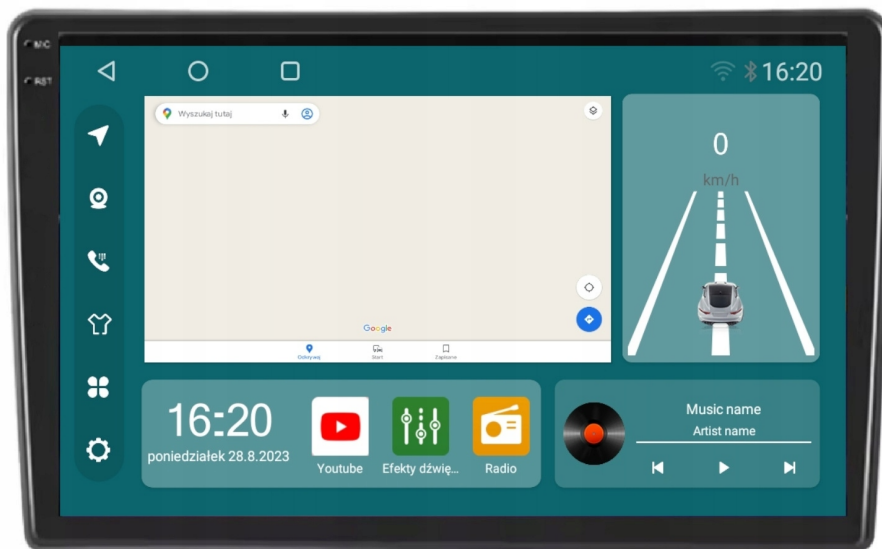 MIC
RST
16:20
Wyszukaj tutaj
0
km/h
Google
Odkrywaj
Start
Zapisane
16:20
poniedziałek 28.8.2023
Youtube
Efekty dźwię...
Radio
Music name
Artist name